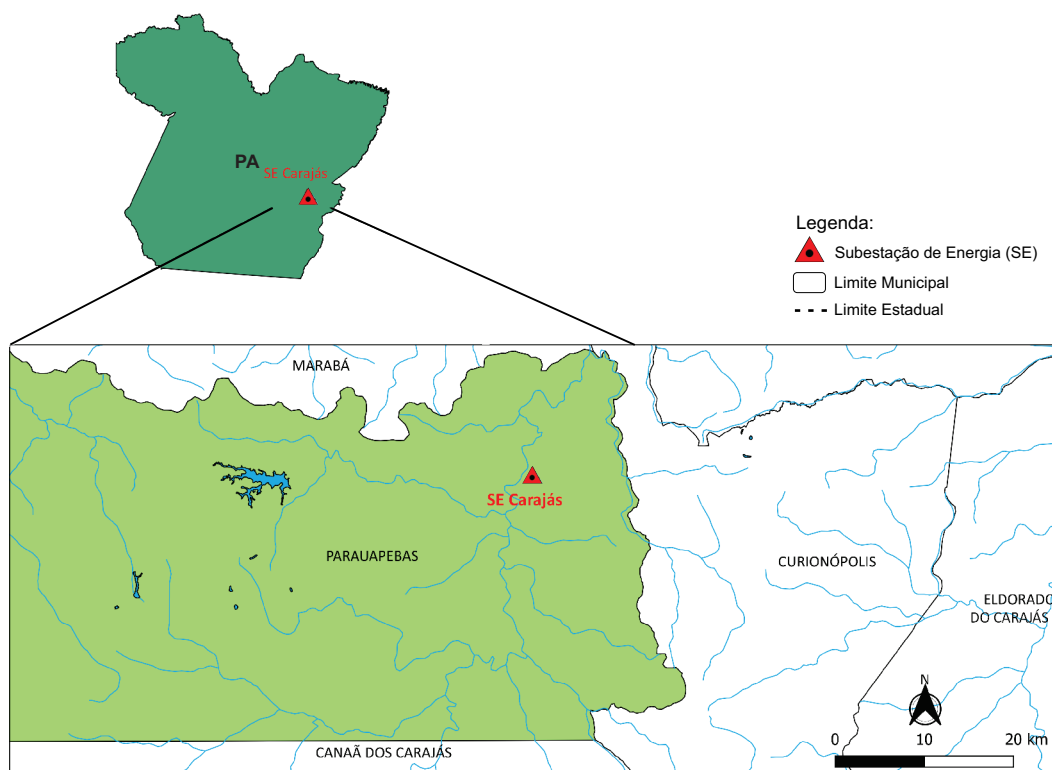 PA
SE Carajás
Legenda:
Subestação de Energia (SE)
Limite Municipal
Limite Estadual
MARABÁ
SE Carajás
PARAUAPEBAS
CURIONÓPOLIS
ELDORADO
DO CARAJÁS
N
CANAÃ DOS CARAJÁS
0 10 20 km